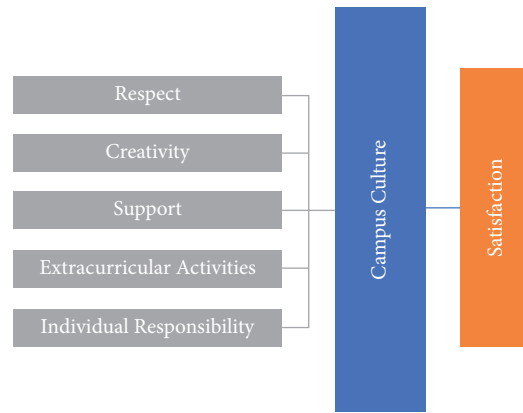 Respect
Creativity
Support
Extracurricular Activities
Individual Responsibility
Campus Culture
Satisfaction